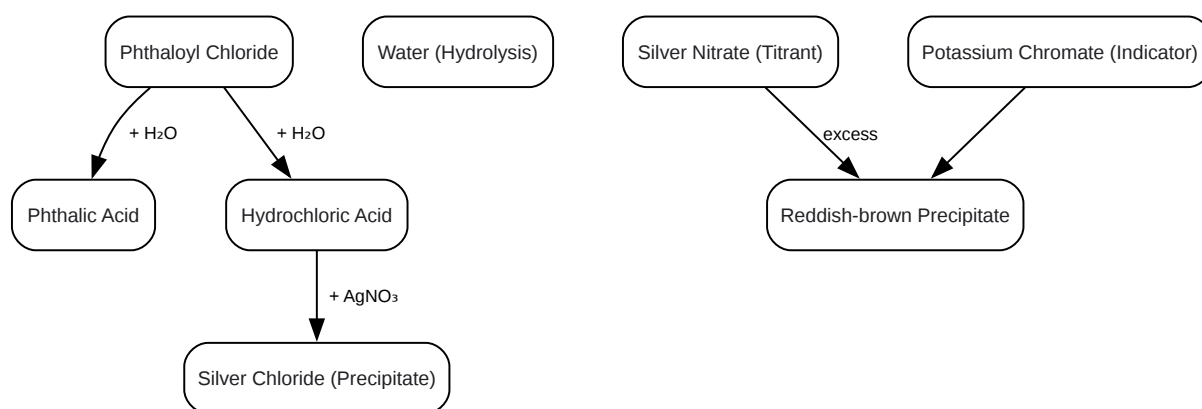 Phthaloyl Chloride
Water (Hydrolysis)
Silver Nitrate (Titrant)
Potassium Chromate (Indicator)
+ H₂O
+ H₂O
excess
Phthalic Acid
Hydrochloric Acid
Reddish-brown Precipitate
+ AgNO₃
Silver Chloride (Precipitate)